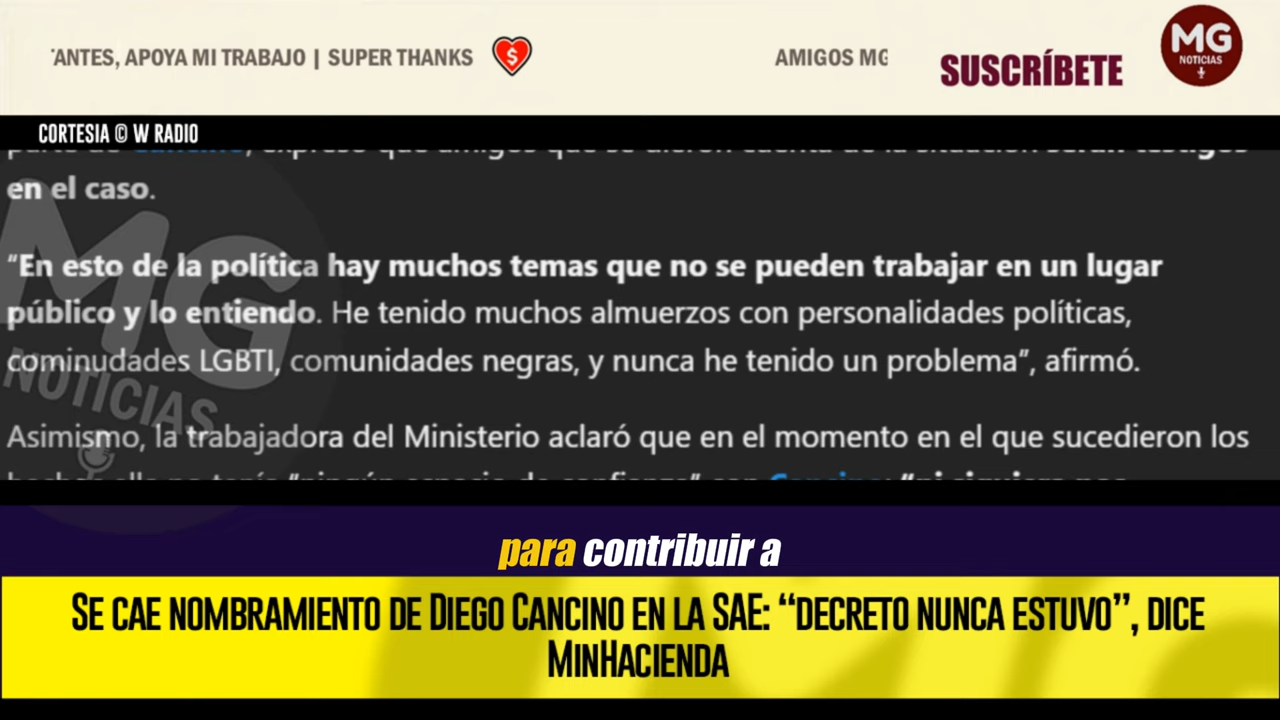 'ANTES, APOYA MI TRABAJO | SUPER THANKS
AMIGOS MG
SUSCRÍBETE
MG
NOTICIAS
CORTESIA © W RADIO
en el caso.
“En esto de la política hay muchos temas que no se pueden trabajar en un lugar
público y lo entiendo. He tenido muchos almuerzos con personalidades políticas,
cominudades LGBTI, comunidades negras, y nunca he tenido un problema”, afirmó.
Asimismo, la trabajadora del Ministerio aclaró que en el momento en el que sucedieron los
MG
NOTICIAS
para contribuir a
SE CAE NOMBRAMIENTO DE DIEGO CANCINO EN LA SAE: “DECRETO NUNCA ESTUVO”, DICE
MINHACIENDA